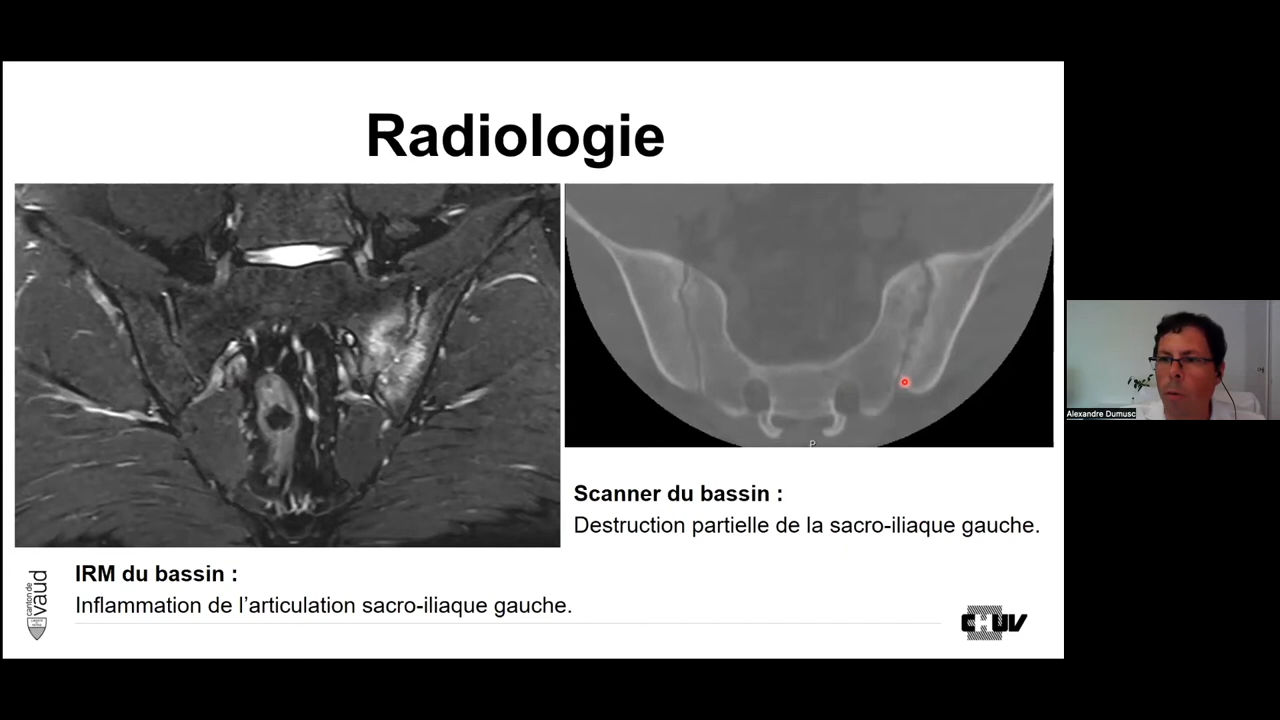 Radiologie
P
Scanner du bassin :
Destruction partielle de la sacro-iliaque gauche.
IRM du bassin :
Inflammation de l’articulation sacro-iliaque gauche.
canton de
vaud
CHUV
Alexandre Dumusc